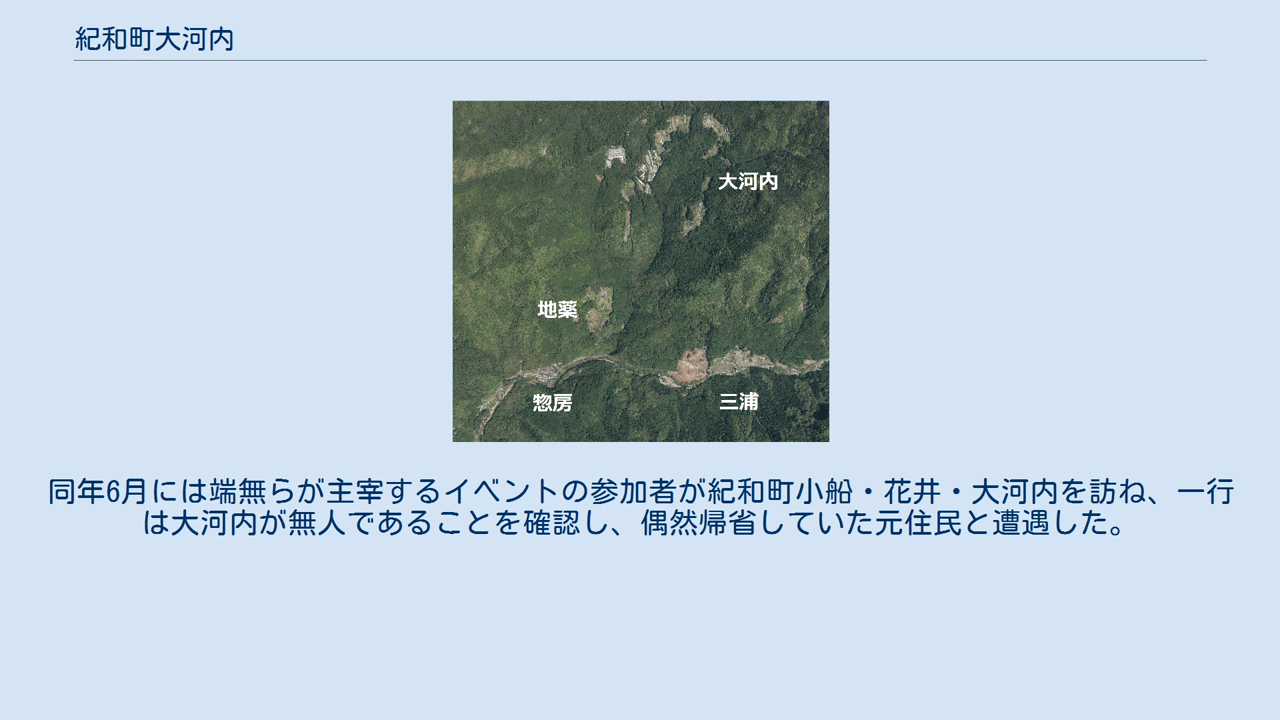 紀和町大河内
大河内
地薬
惣房
三浦
同年6月には端無らが主宰するイベントの参加者が紀和町小船・花井・大河内を訪ね、一行
は大河内が無人であることを確認し、偶然帰省していた元住民と遭遇した。